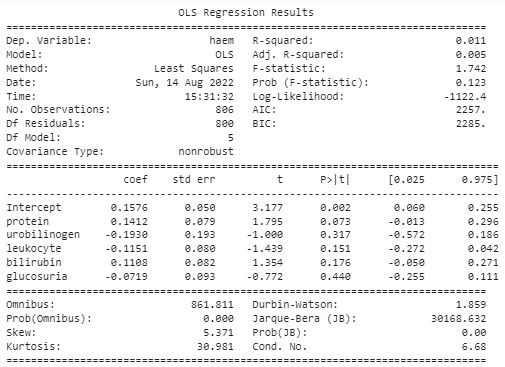 OLS Regression Results
==============================================================================
Dep. Variable: haem R-squared: 0.011
Model: OLS Adj. R-squared: 0.005
Method: Least Squares F-statistic: 1.742
Date: Sun, 14 Aug 2022 Prob (F-statistic): 0.123
Time: 15:31:32 Log-Likelihood: -1122.4
No. Observations: 806 AIC: 2257.
Df Residuals: 800 BIC: 2285.
Df Model: 5
Covariance Type: nonrobust
================================================================================
coef std err t P>|t| [0.025 0.975]
--------------------------------------------------------------------------------
Intercept 0.1576 0.050 3.177 0.002 0.060 0.255
protein 0.1412 0.079 1.795 0.073 -0.013 0.296
urobilinogen -0.1930 0.193 -1.000 0.317 -0.572 0.186
leukocyte -0.1151 0.080 -1.439 0.151 -0.272 0.042
bilirubin 0.1108 0.082 1.354 0.176 -0.050 0.271
glucosuria -0.0719 0.093 -0.772 0.440 -0.255 0.111
==============================================================================
Omnibus: 861.811 Durbin-Watson: 1.859
Prob(Omnibus): 0.000 Jarque-Bera (JB): 30168.632
Skew: 5.371 Prob(JB): 0.00
Kurtosis: 30.981 Cond. No. 6.68
==============================================================================